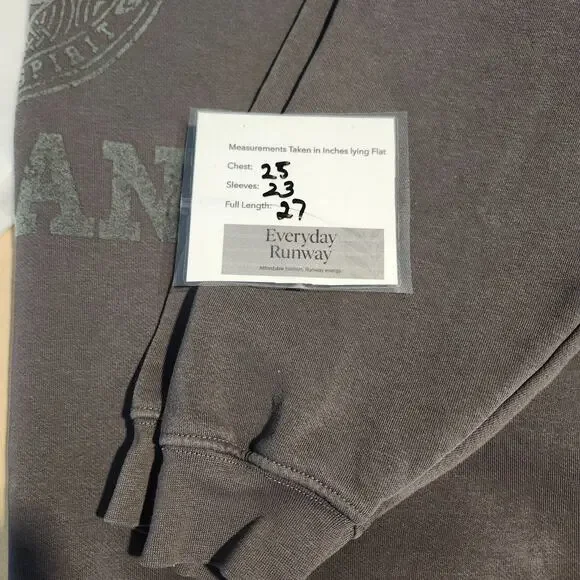 SPIRIT
AN
Measurements Taken in Inches lying Flat
Chest: 25
Sleeves: 23
Full Length: 27
Everyday
Runway
Affordable fashion, Runway energy.